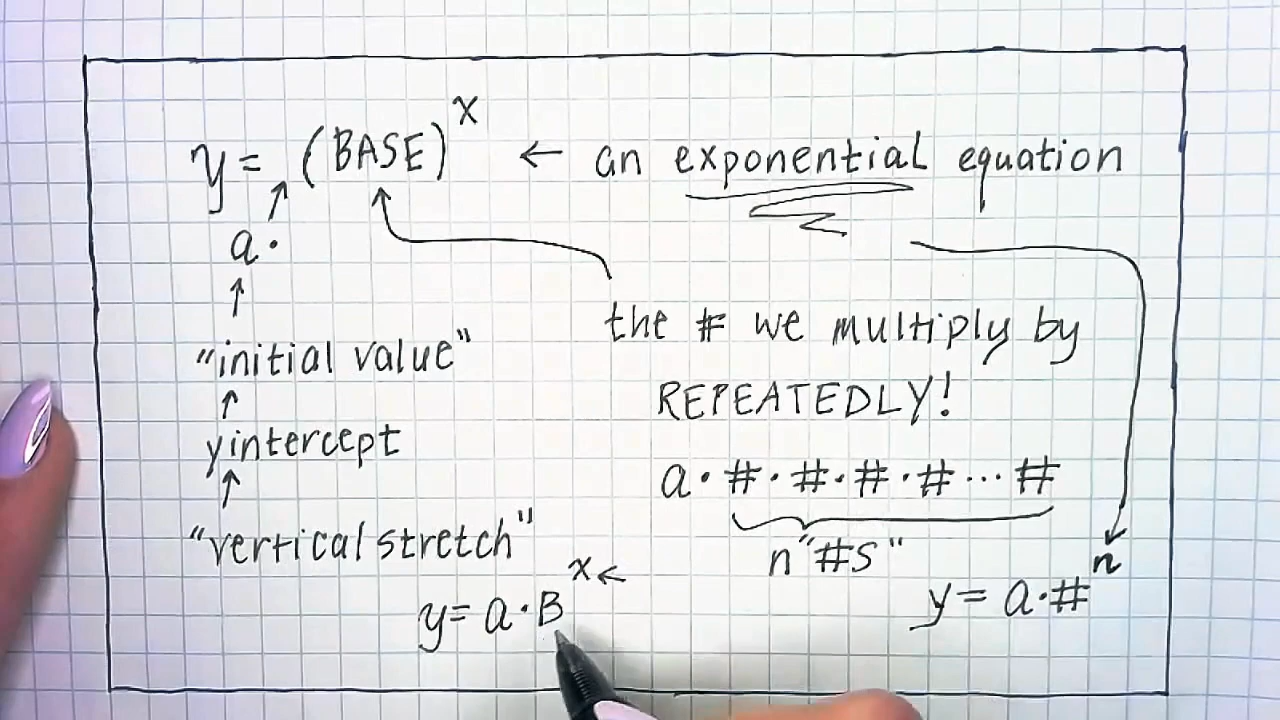 y = (BASE)^x ← an exponential equation
a·
"initial value"
yintercept
"vertical stretch"
the # we multiply by
REPEATEDLY!
a·#·#·#·#···#
n "#s"
y = a·B^x ←
y = a·#^n